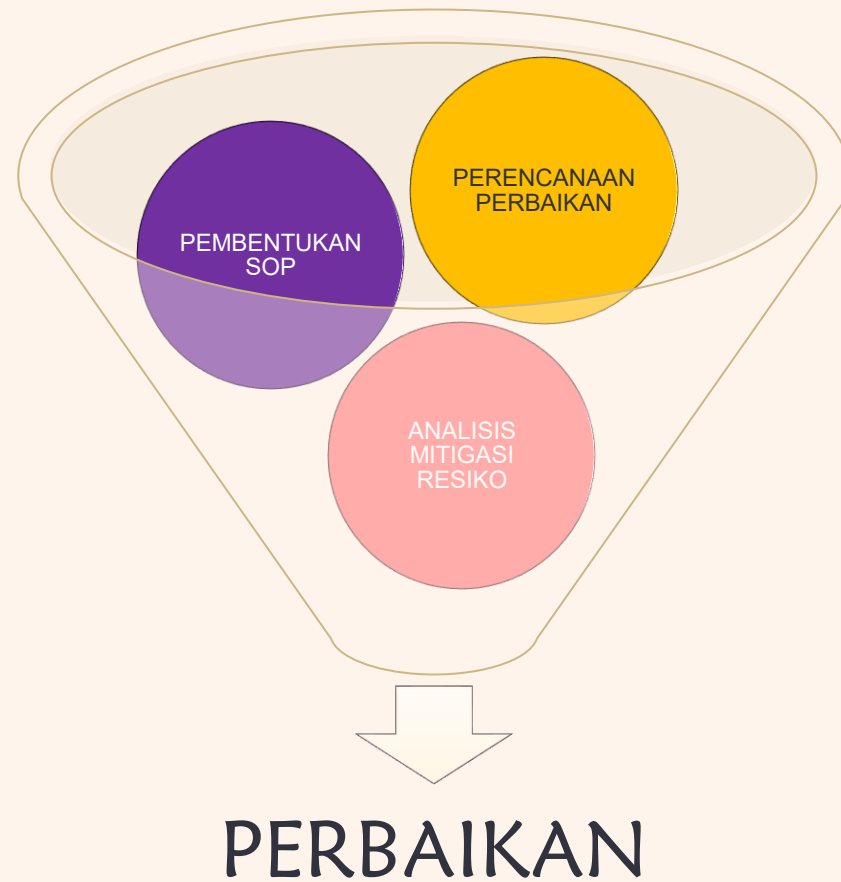 PERENCANAAN
PERBAIKAN
PEMBENTUKAN
SOP
ANALISIS
MITIGASI
RESIKO
PERBAIKAN